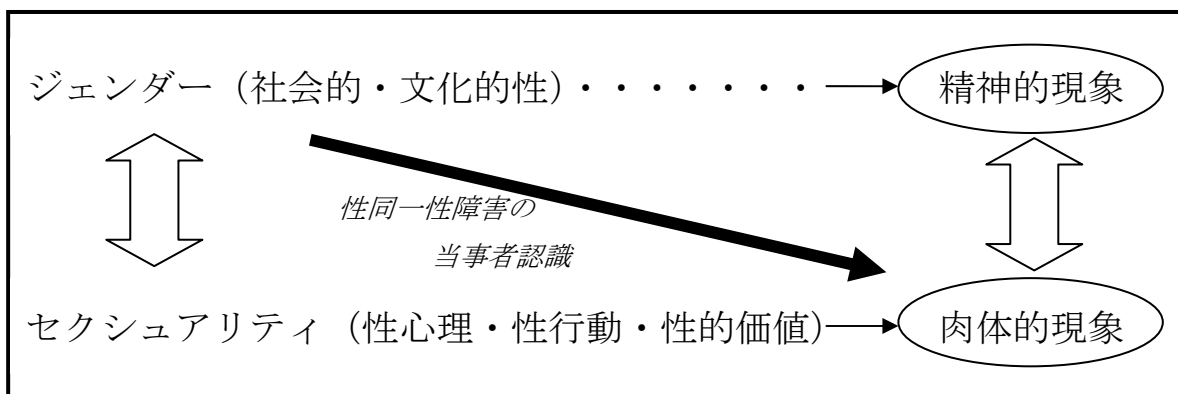 ジェンダー（社会的・文化的性）・・・・・・・
精神的現象
性同一性障害の
当事者認識
セクシュアリティ（性心理・性行動・性的価値）
肉体的現象